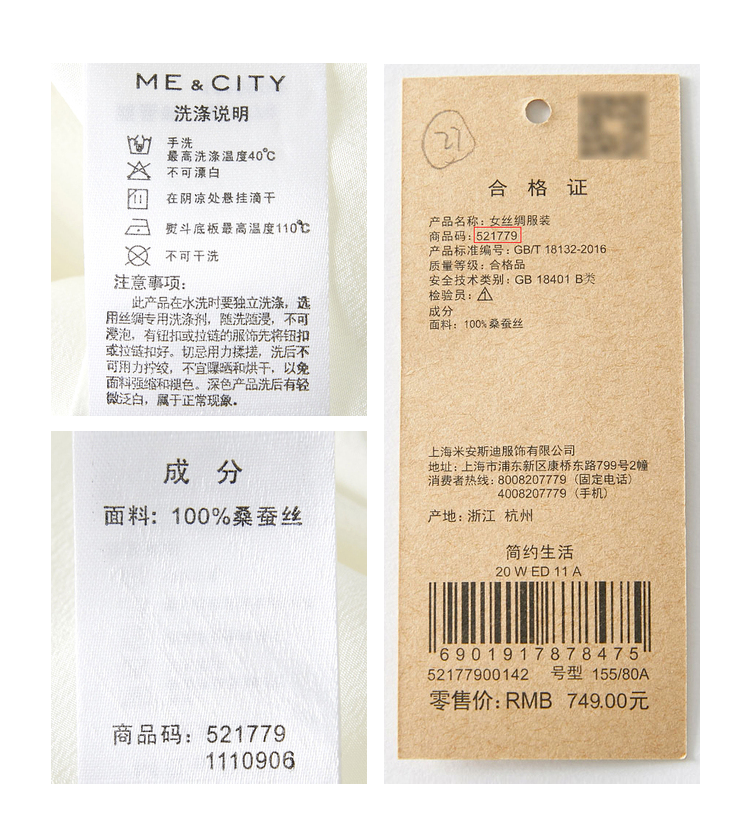 ME&CITY
洗涤说明
手洗
最高洗涤温度40℃
不可漂白
在阴凉处悬挂滴干
熨斗底板最高温度110℃
不可干洗
注意事项:
此产品在水洗时要独立洗涤,选
用丝绸专用洗涤剂,随洗随浸,不可
浸泡,有钮扣或拉链的服饰先将钮扣
或拉链扣好。切忌用力揉搓,洗后不
可用力拧绞,不宜曝晒和烘干,以免
面料强缩和褪色。深色产品洗后有轻
微泛白,属于正常现象.
成 分
面料: 100%桑蚕丝
商品码: 521779
1110906
21
合 格 证
产品名称: 女丝绸服装
商品码: 521779
产品标准编号: GB/T 18132-2016
质量等级: 合格品
安全技术类别: GB 18401 B类
检验员: 1
成分
面料: 100%桑蚕丝
上海米安斯迪服饰有限公司
地址: 上海市浦东新区康桥东路799号2幢
消费者热线: 8008207779 (固定电话)
4008207779 (手机)
产地: 浙江 杭州
简约生活
20 W ED 11 A
6901917878475
52177900142 号型 155/80A
零售价: RMB 749.00元